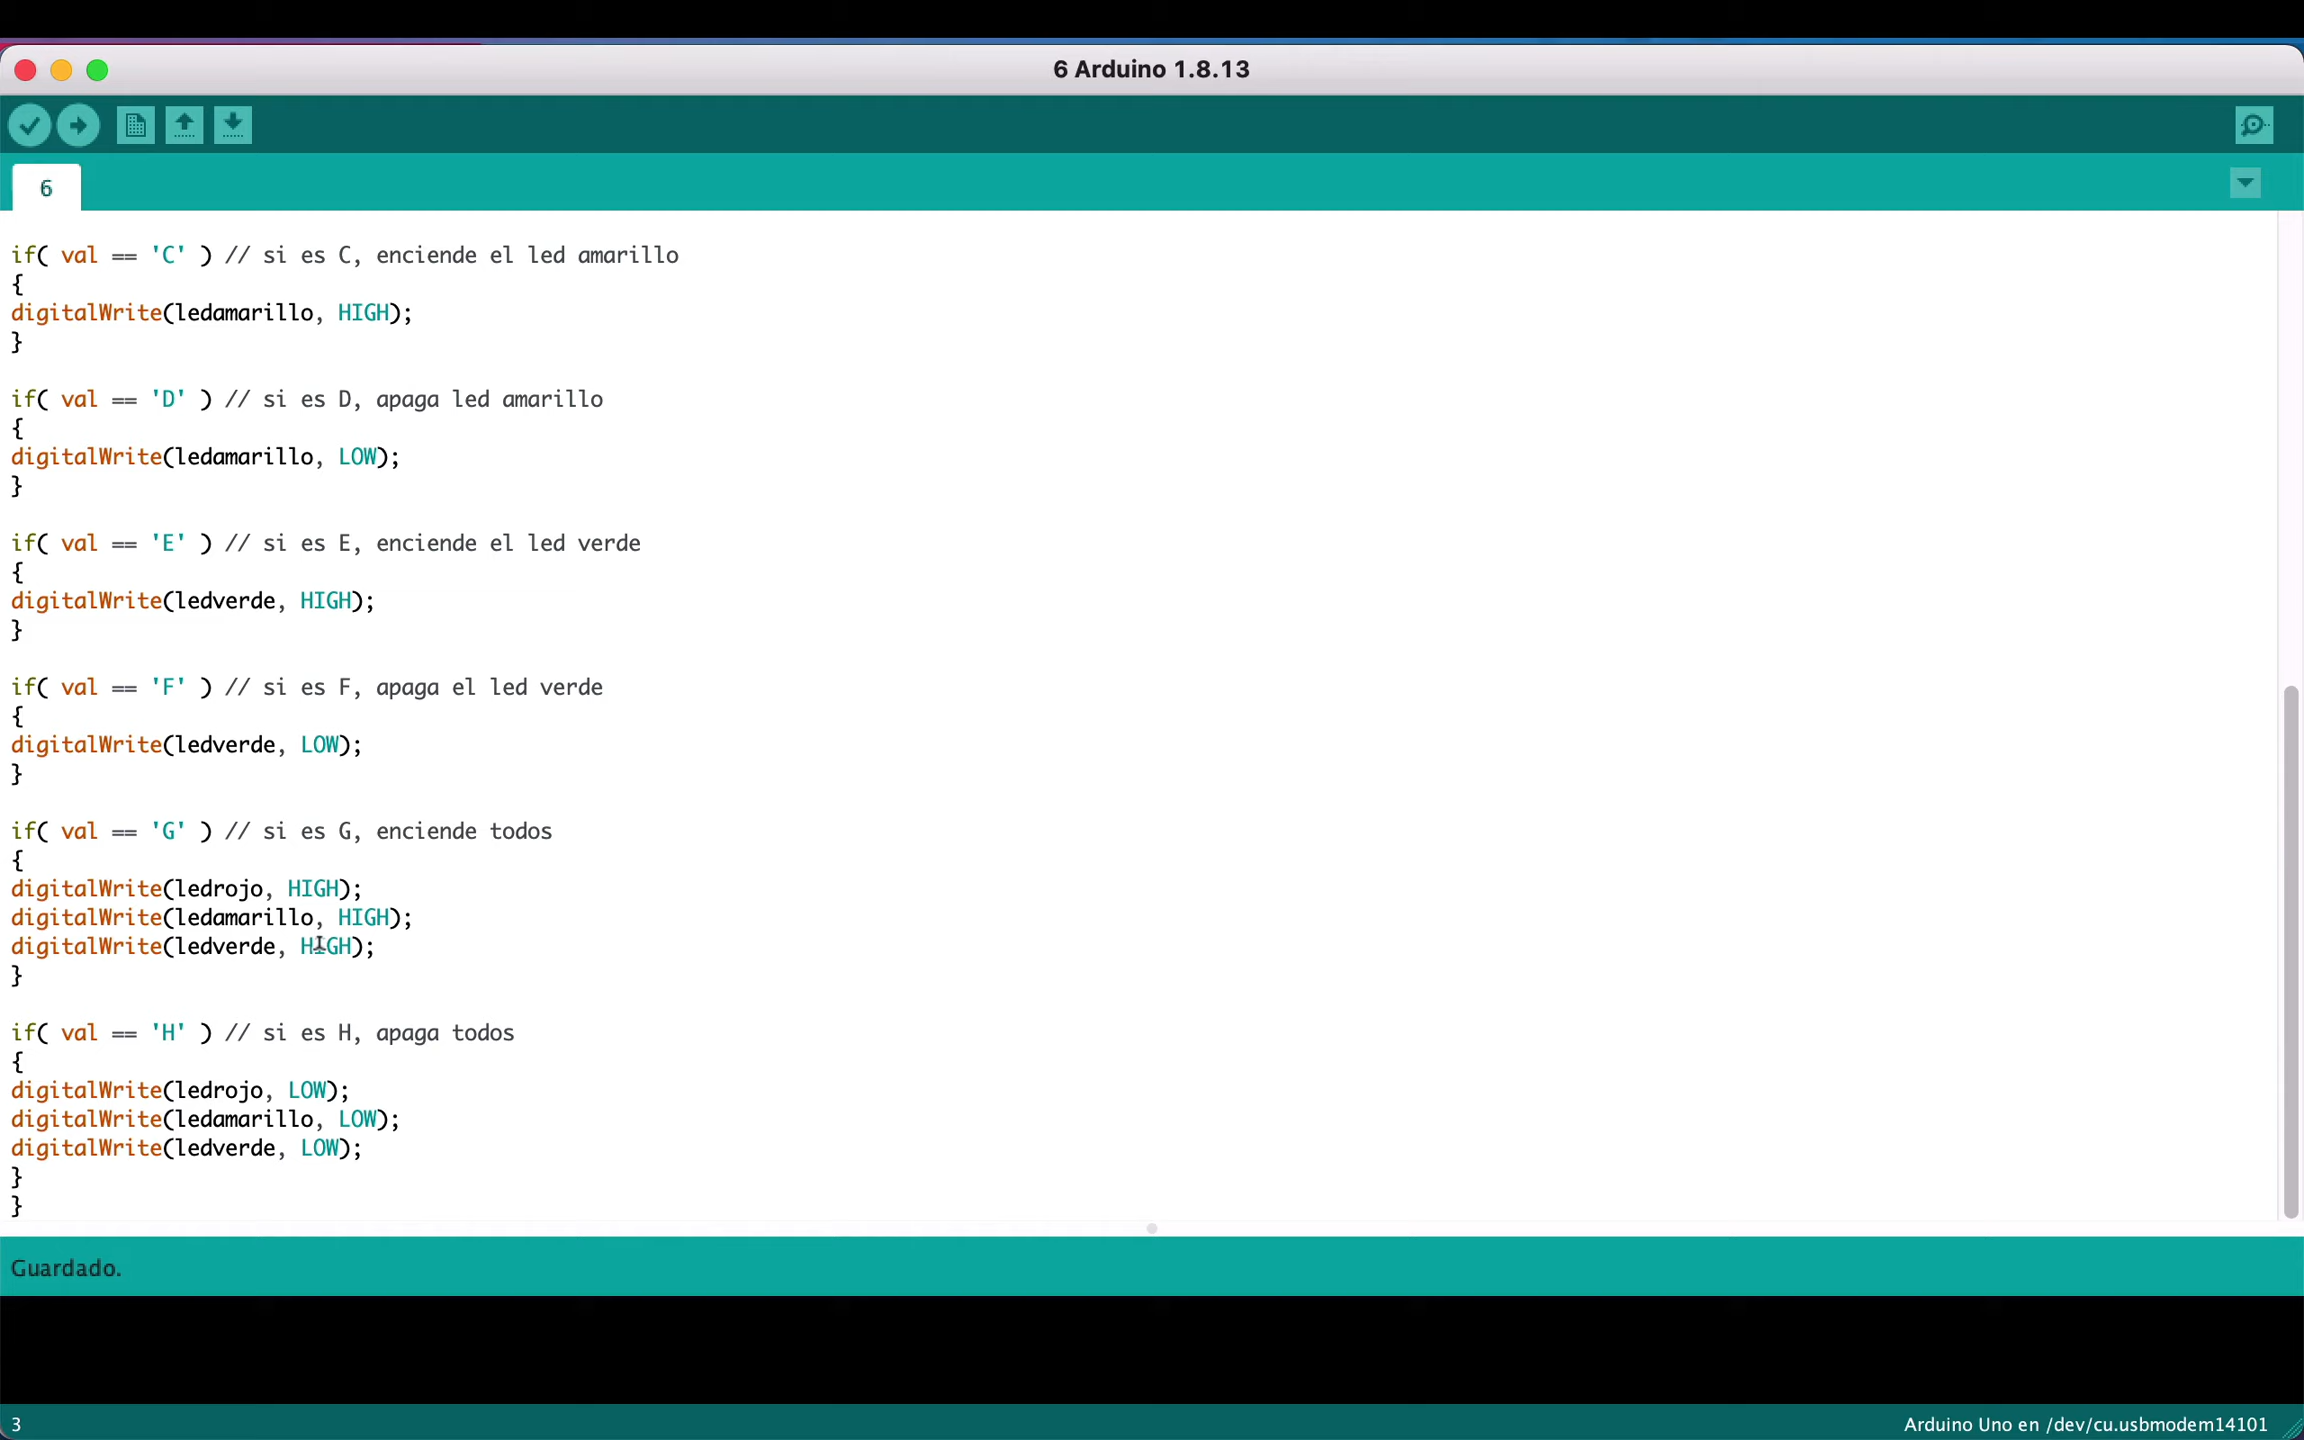 6 Arduino 1.8.13
6
if( val == 'C' ) // si es C, enciende el led amarillo
{
digitalWrite(ledamarillo, HIGH);
}
if( val == 'D' ) // si es D, apaga led amarillo
{
digitalWrite(ledamarillo, LOW);
}
if( val == 'E' ) // si es E, enciende el led verde
{
digitalWrite(ledverde, HIGH);
}
if( val == 'F' ) // si es F, apaga el led verde
{
digitalWrite(ledverde, LOW);
}
if( val == 'G' ) // si es G, enciende todos
{
digitalWrite(ledrojo, HIGH);
digitalWrite(ledamarillo, HIGH);
digitalWrite(ledverde, HIGH);
}
if( val == 'H' ) // si es H, apaga todos
{
digitalWrite(ledrojo, LOW);
digitalWrite(ledamarillo, LOW);
digitalWrite(ledverde, LOW);
}
}
Guardado.
3
Arduino Uno en /dev/cu.usbmodem14101